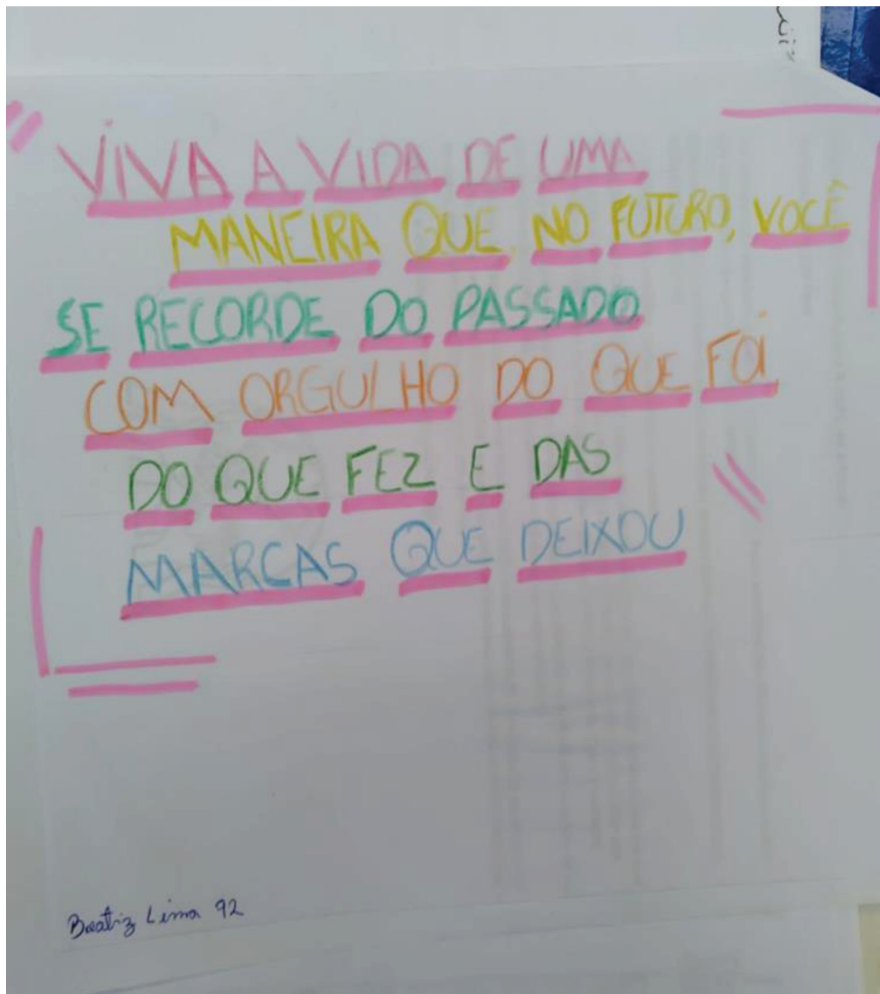 VIVA A VIDA DE UMA
MANEIRA QUE, NO FUTURO, VOCÊ
SE RECORDE DO PASSADO
COM ORGULHO DO QUE FOI
DO QUE FEZ E DAS
MARCAS QUE DEIXOU
Beatriz Lima 92